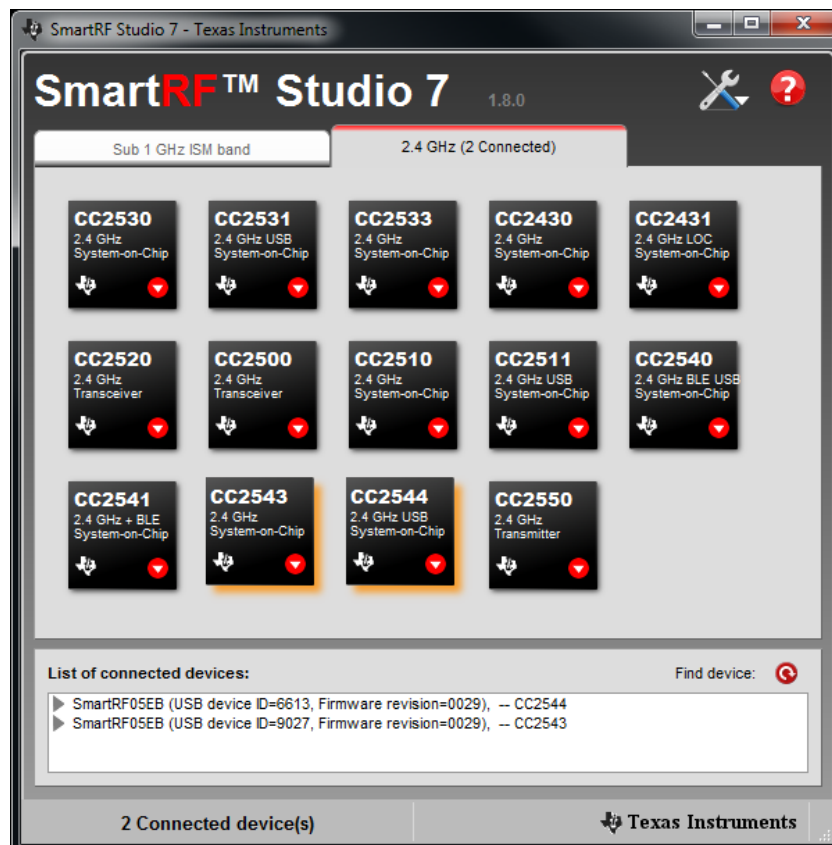 SmartRF Studio 7 - Texas Instruments
SmartRF™ Studio 7 1.8.0
Sub 1 GHz ISM band
2.4 GHz (2 Connected)
CC2530
2.4 GHz
System-on-Chip
CC2531
2.4 GHz USB
System-on-Chip
CC2533
2.4 GHz
System-on-Chip
CC2430
2.4 GHz
System-on-Chip
CC2431
2.4 GHz LOC
System-on-Chip
CC2520
2.4 GHz
Transceiver
CC2500
2.4 GHz
Transceiver
CC2510
2.4 GHz
System-on-Chip
CC2511
2.4 GHz USB
System-on-Chip
CC2540
2.4 GHz BLE USB
System-on-Chip
CC2541
2.4 GHz + BLE
System-on-Chip
CC2543
2.4 GHz
System-on-Chip
CC2544
2.4 GHz USB
System-on-Chip
CC2550
2.4 GHz
Transmitter
List of connected devices:
Find device:
SmartRF05EB (USB device ID=6613, Firmware revision=0029), -- CC2544
SmartRF05EB (USB device ID=9027, Firmware revision=0029), -- CC2543
2 Connected device(s)
Texas Instruments